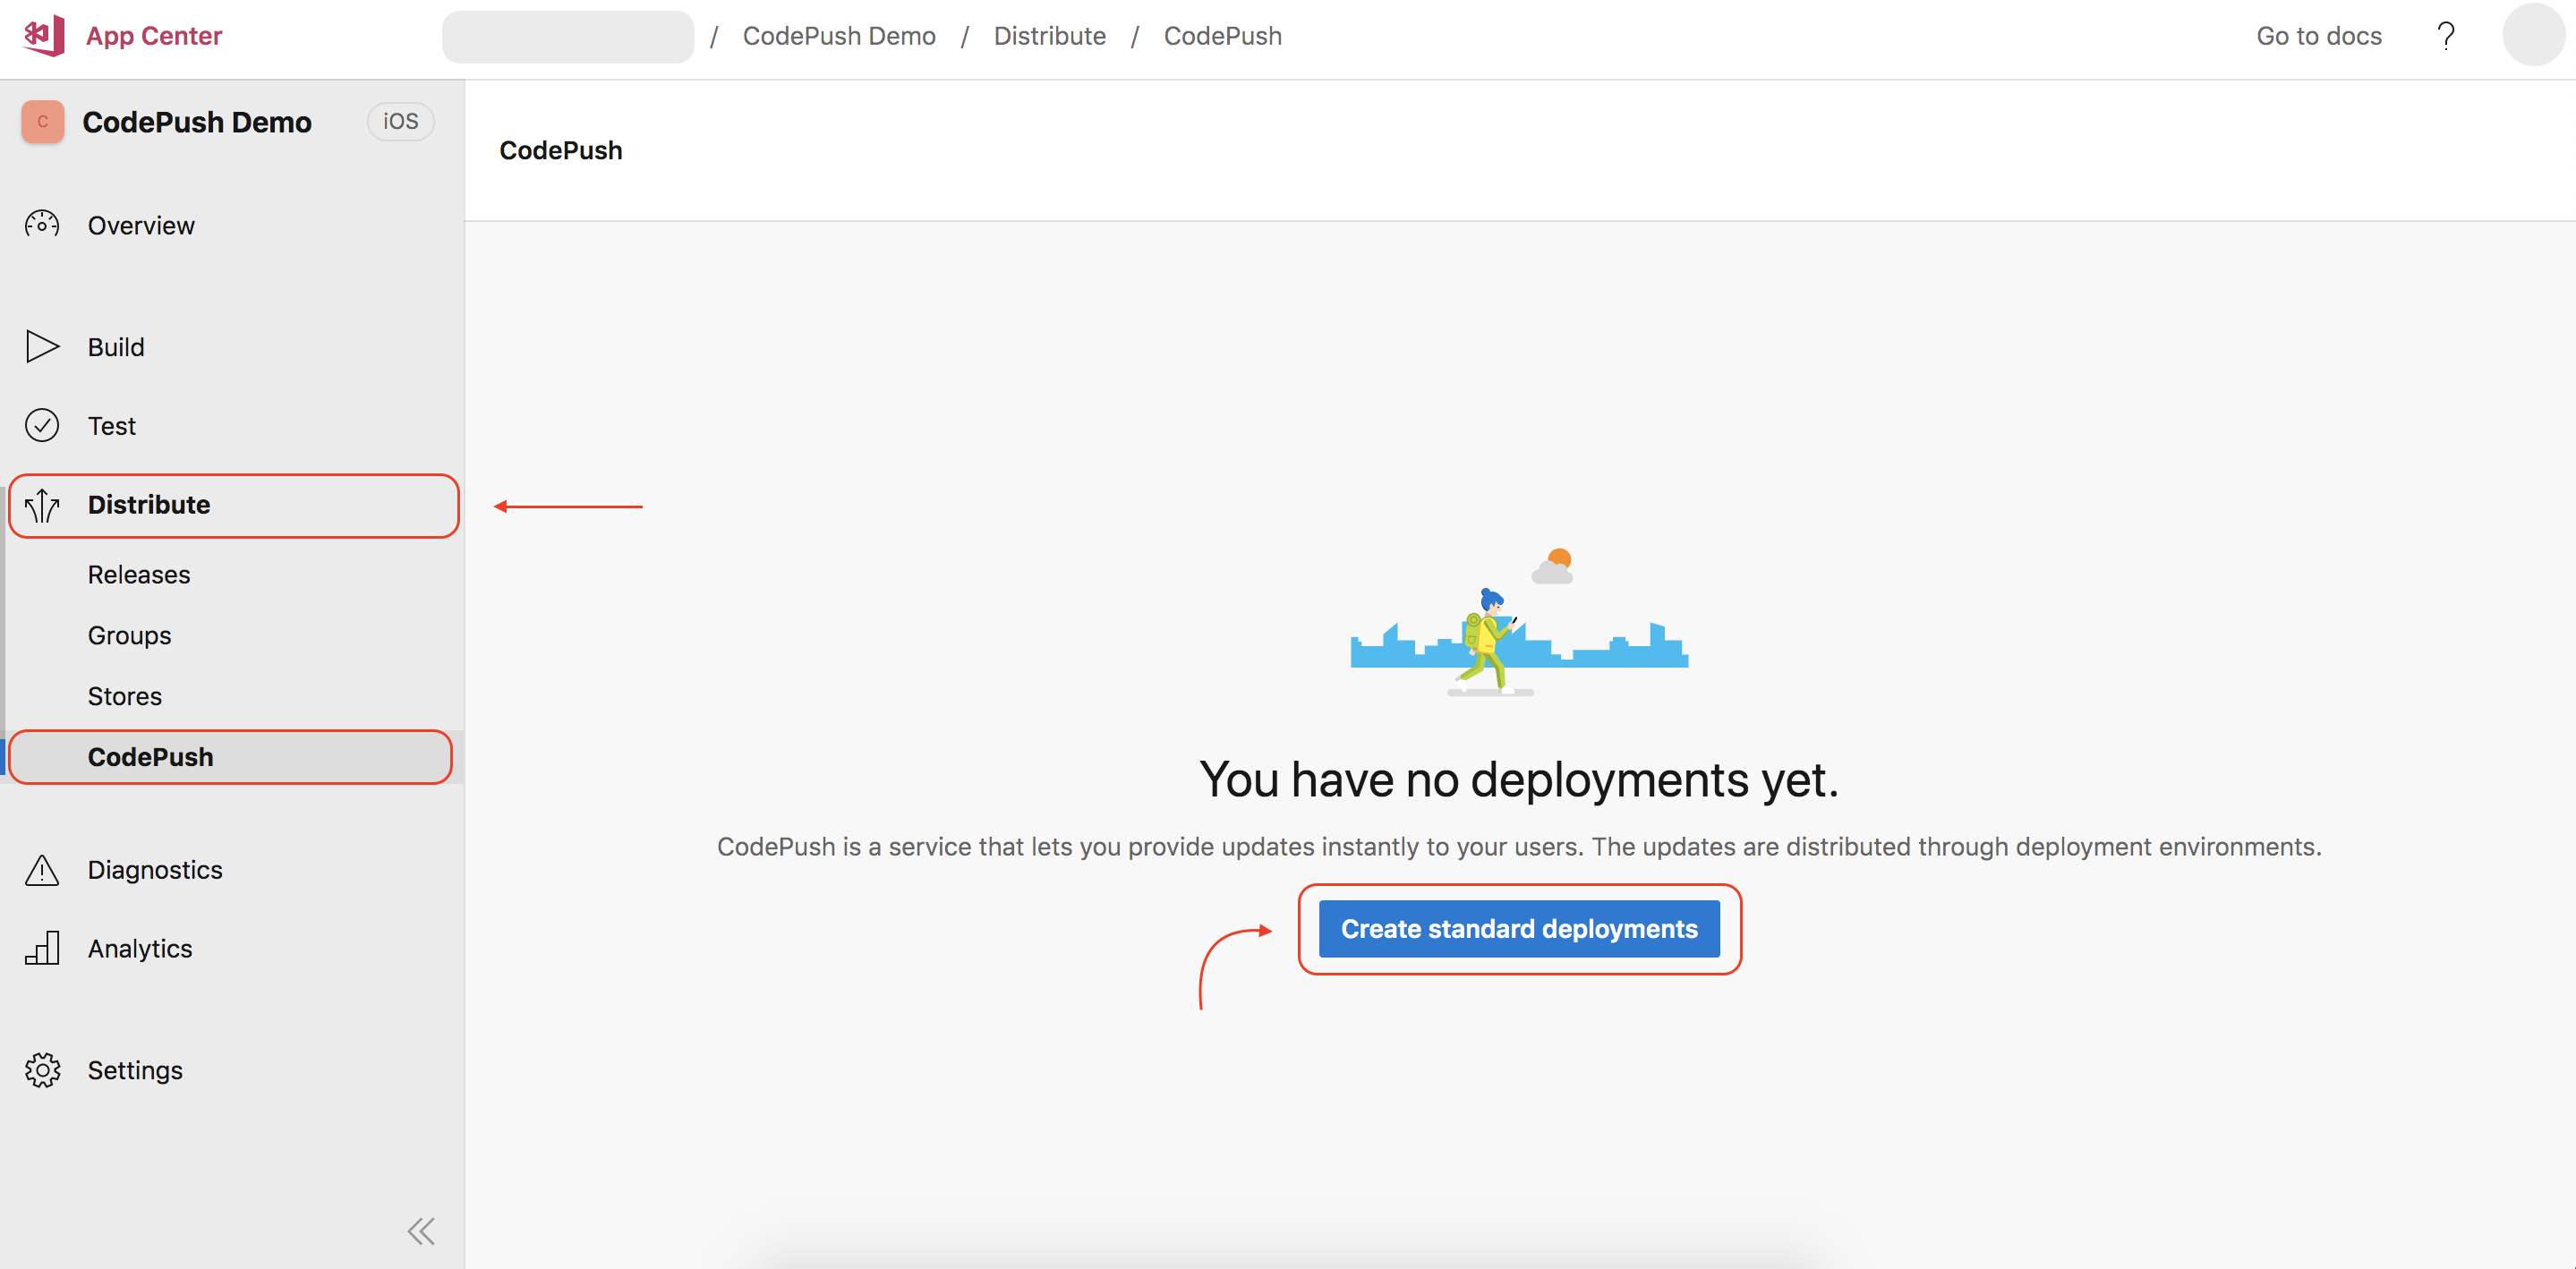 App Center
/ CodePush Demo / Distribute / CodePush
Go to docs
?
C
CodePush Demo
iOS
Overview
Build
Test
Distribute
Releases
Groups
Stores
CodePush
Diagnostics
Analytics
Settings
CodePush
You have no deployments yet.
CodePush is a service that lets you provide updates instantly to your users. The updates are distributed through deployment environments.
Create standard deployments